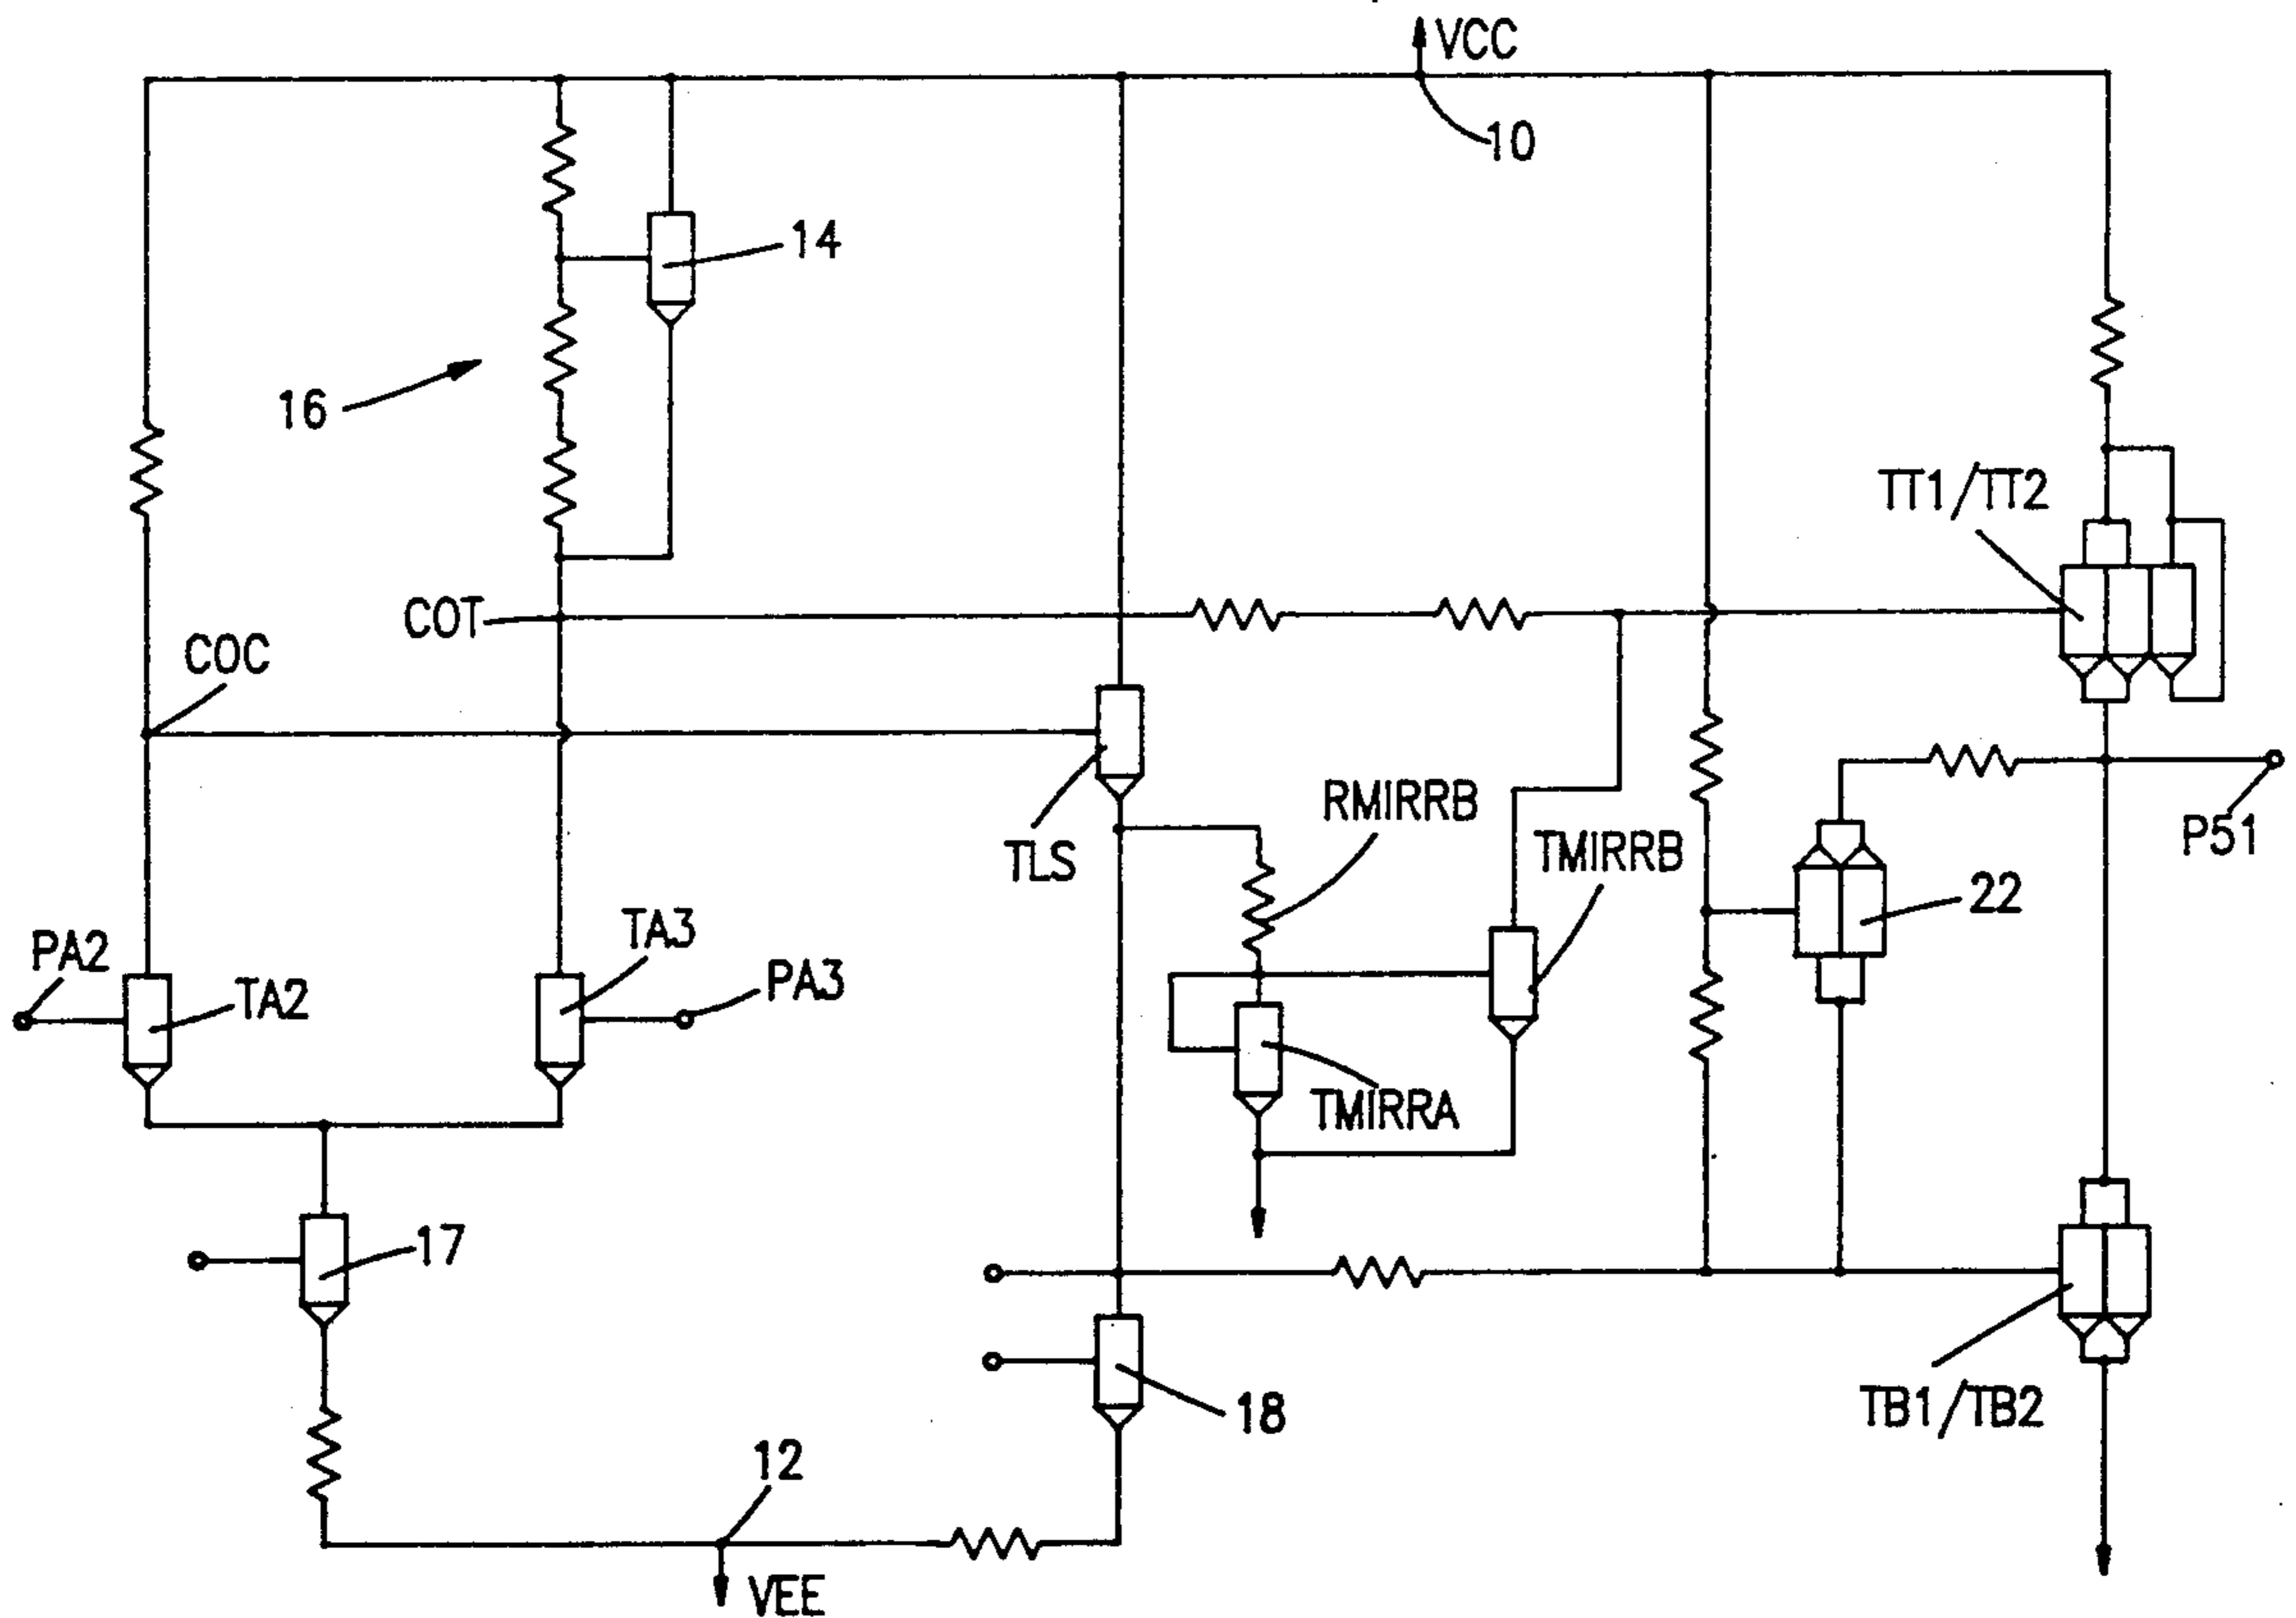 VCC
10
14
16
TT1/TT2
COT
COC
RMIRRB
TMIRRB
P51
TLS
22
TA3
PA2
PA3
TA2
TMIRRA
17
18
TB1/TB2
12
VEE